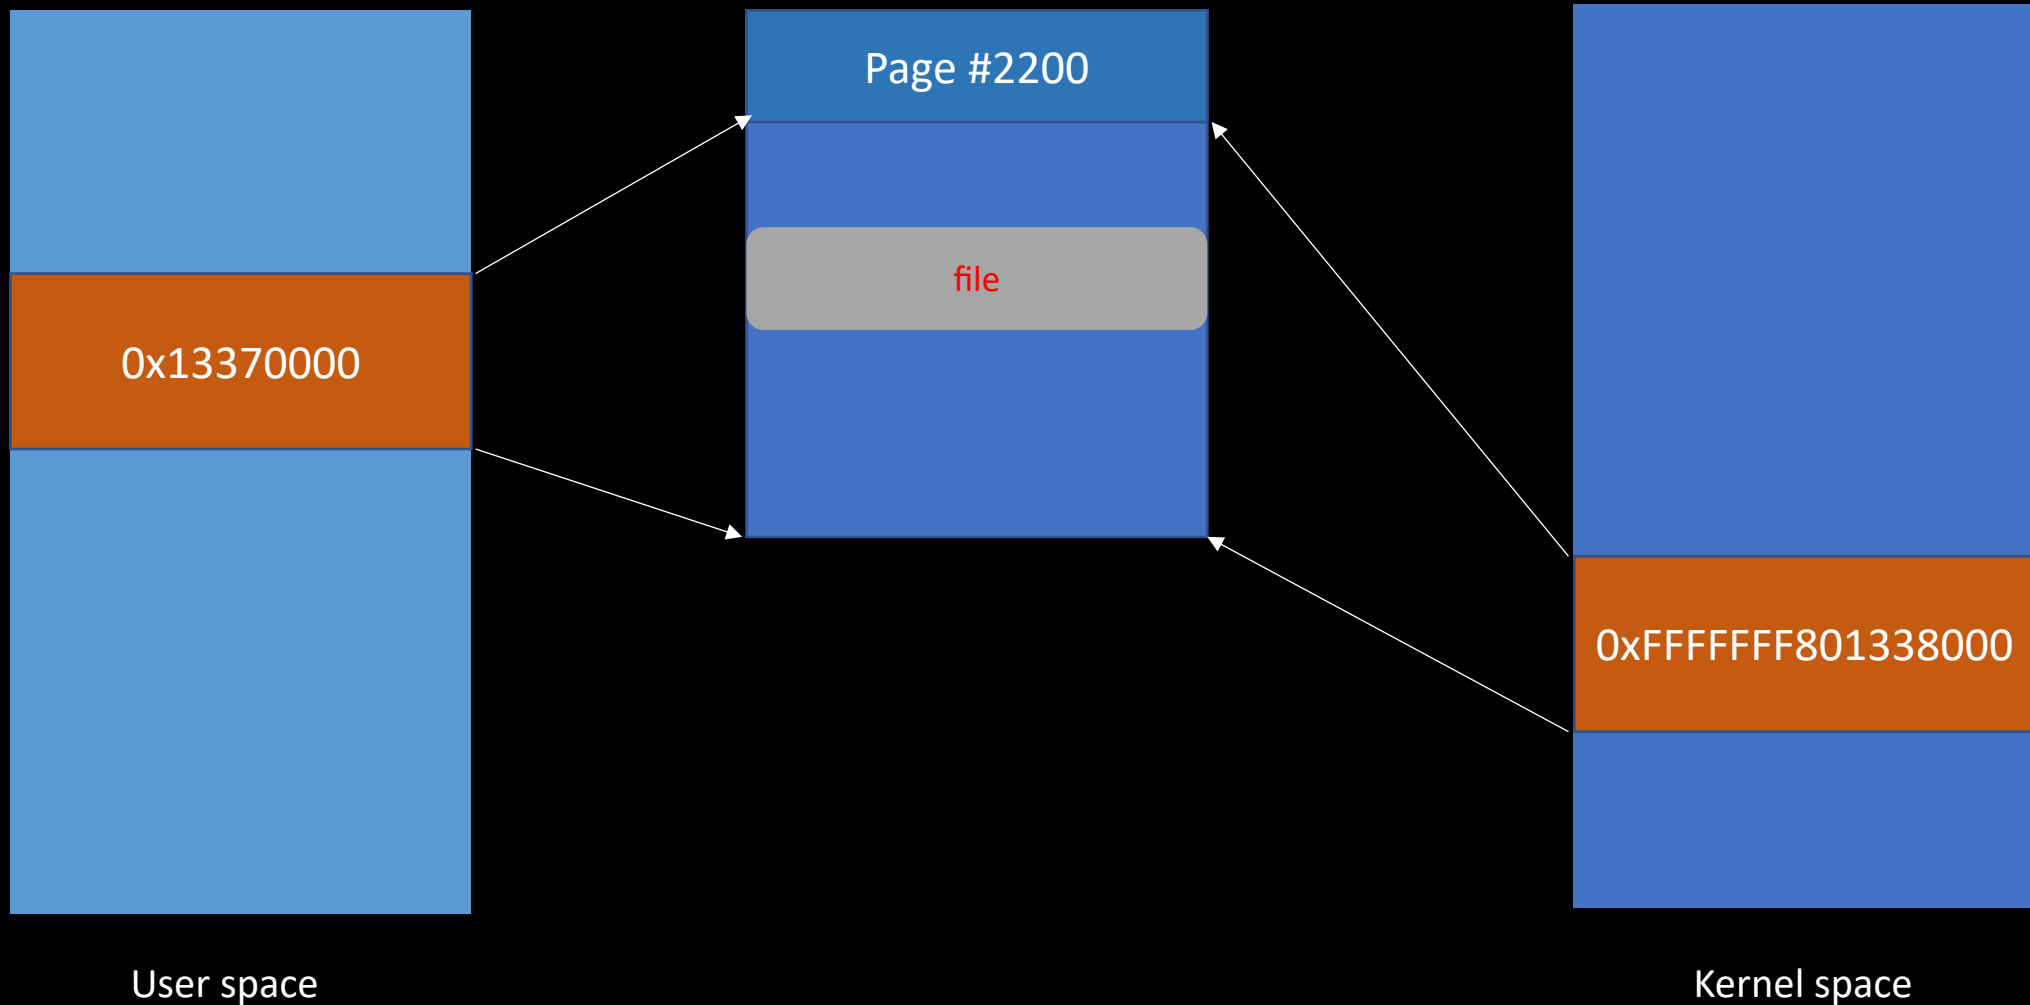 Page #2200
file
0x13370000
0xFFFFFFF801338000
User space
Kernel space